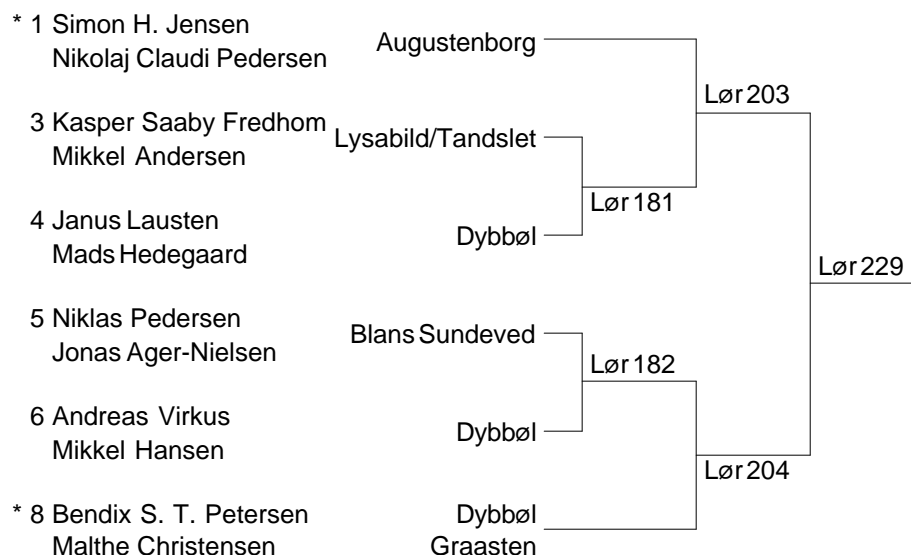 * 1 Simon H. Jensen
Nikolaj Claudi Pedersen
Augustenborg
Lør 203
3 Kasper Saaby Fredhom
Mikkel Andersen
Lysabild/Tandslet
Lør 181
4 Janus Lausten
Mads Hedegaard
Dybbøl
Lør 229
5 Niklas Pedersen
Jonas Ager-Nielsen
Blans Sundeved
Lør 182
6 Andreas Virkus
Mikkel Hansen
Dybbøl
Lør 204
* 8 Bendix S. T. Petersen
Malthe Christensen
Dybbøl
Graasten